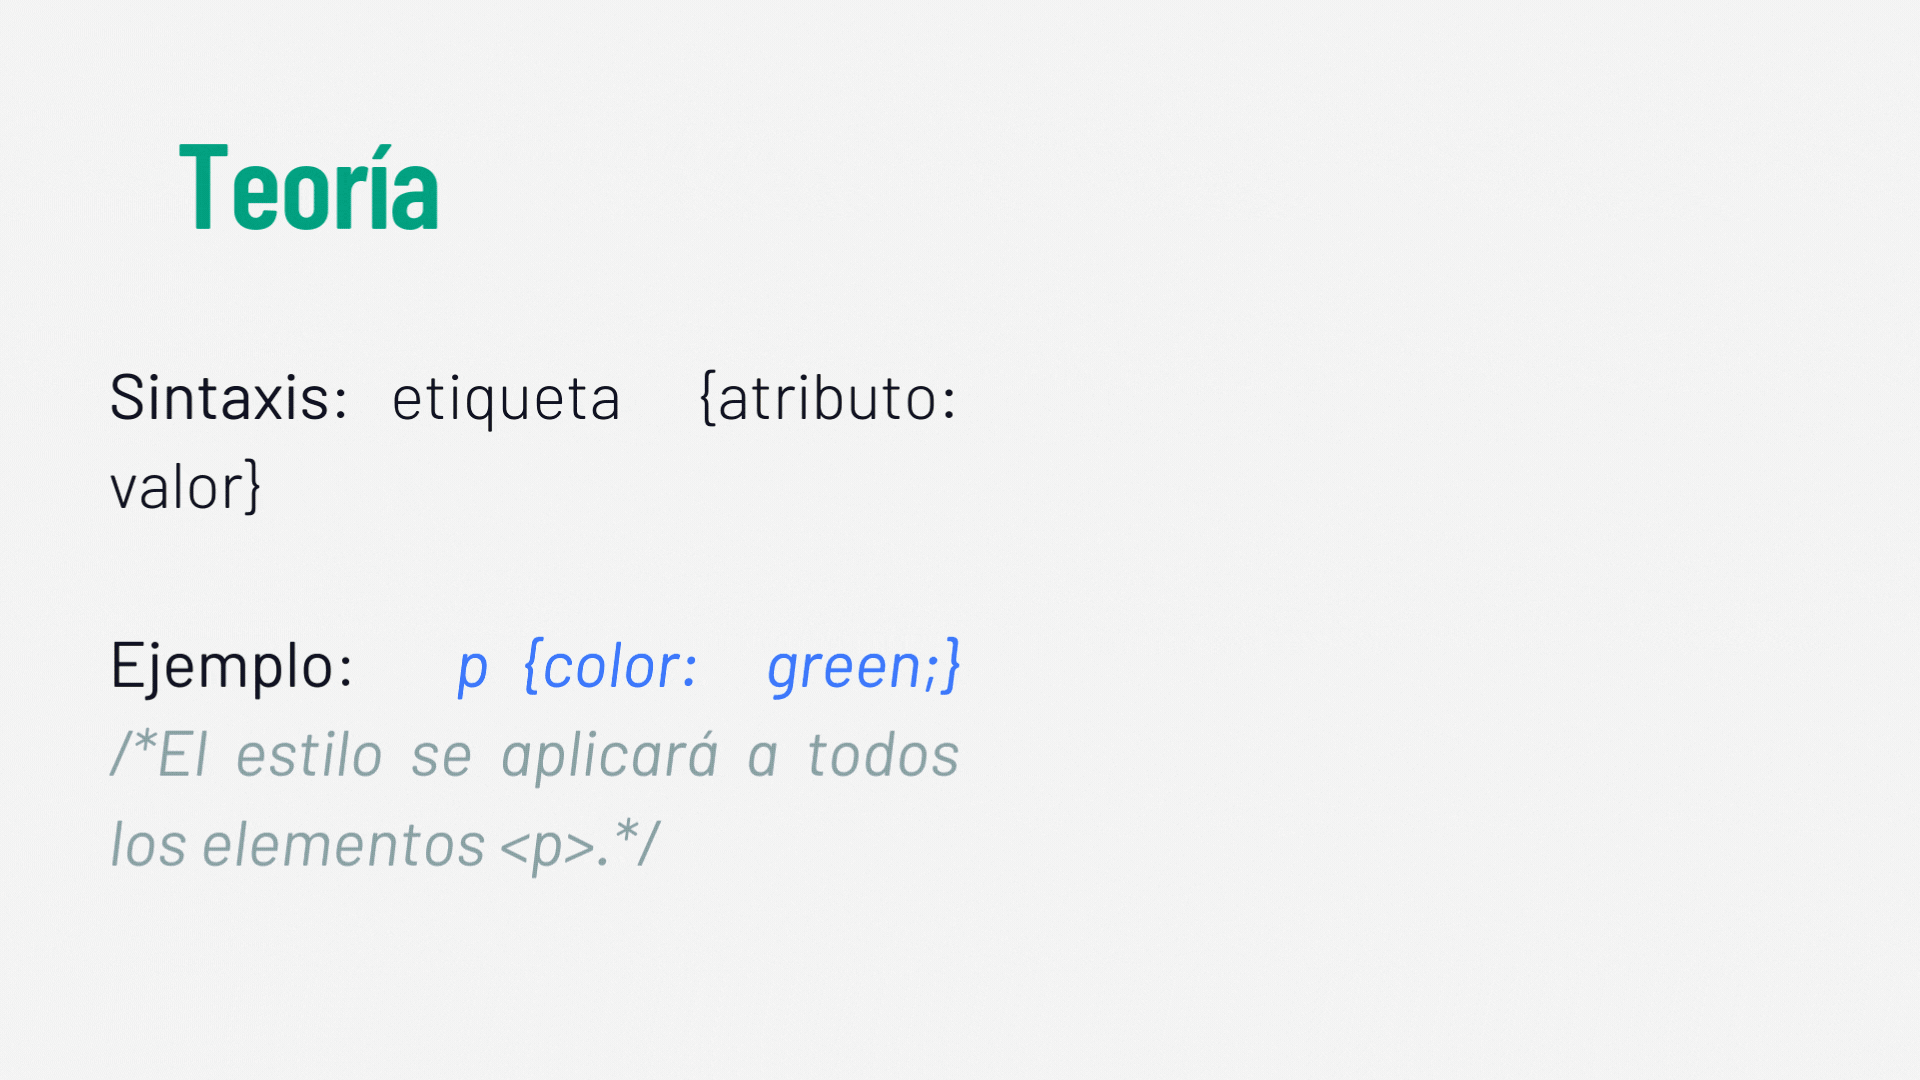 Teoría
Sintaxis: etiqueta {atributo:
valor}
Ejemplo: p {color: green;}
/*El estilo se aplicará a todos
los elementos <p>.*/